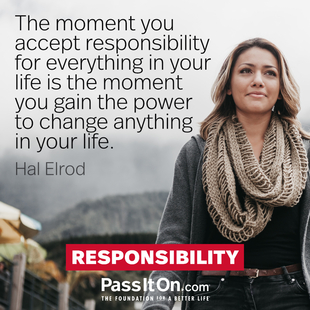 The moment you
accept responsibility
for everything in your
life is the moment
you gain the power
to change anything
in your life.
Hal Elrod
RESPONSIBILITY
PassItOn.com
THE FOUNDATION FOR A BETTER LIFE